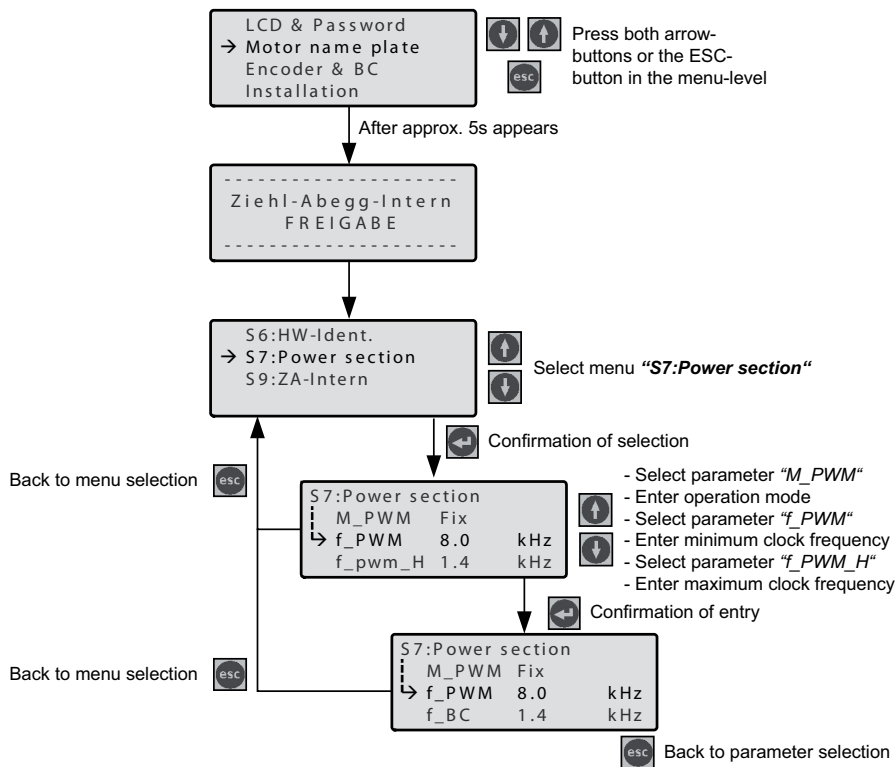 LCD & Password
→ Motor name plate
Encoder & BC
Installation
Press both arrow-
buttons or the ESC-
button in the menu-level
esc
After approx. 5s appears
- - - - - - - - - - - - - - - - - - - - -
Ziehl-Abegg-Intern
FREIGABE
- - - - - - - - - - - - - - - - - - - - -
S6:HW-Ident.
→ S7:Power section
S9:ZA-Intern
Select menu “S7:Power section“
Confirmation of selection
Back to menu selection
esc
S7:Power section
M_PWM Fix
f_PWM 8.0 kHz
f_pwm_H 1.4 kHz
- Select parameter “M_PWM“
- Enter operation mode
- Select parameter “f_PWM“
- Enter minimum clock frequency
- Select parameter “f_PWM_H“
- Enter maximum clock frequency
Confirmation of entry
Back to menu selection
esc
S7:Power section
M_PWM Fix
f_PWM 8.0 kHz
f_BC 1.4 kHz
esc
Back to parameter selection